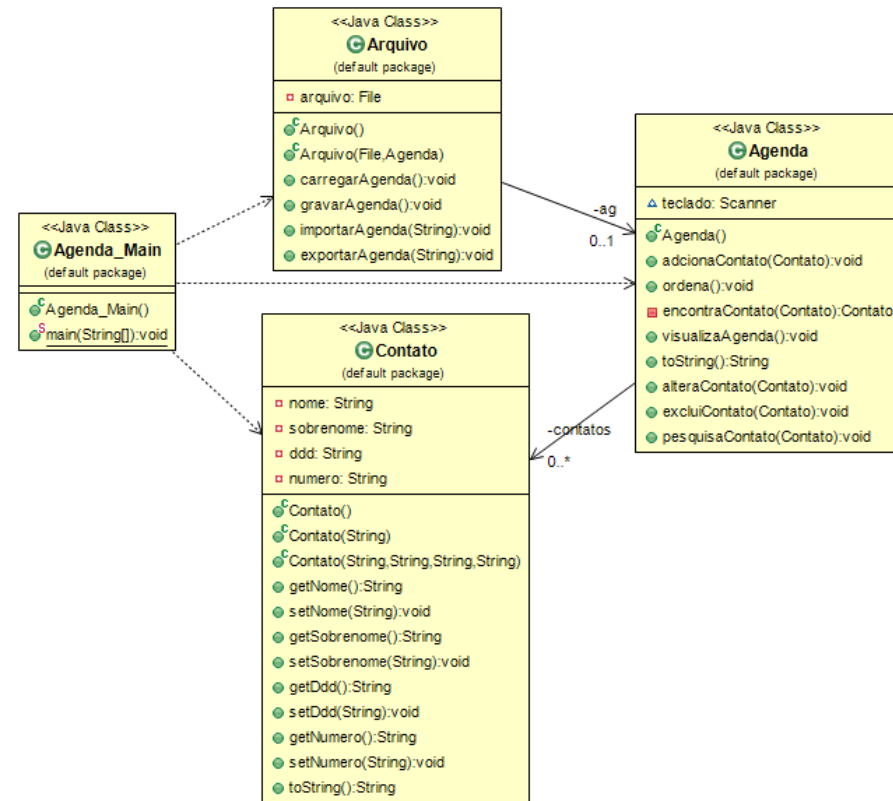 <<Java Class>>
Arquivo
(default package)
arquivo: File
Arquivo()
Arquivo(File,Agenda)
carregarAgenda():void
gravarAgenda():void
importarAgenda(String):void
exportarAgenda(String):void
<<Java Class>>
Agenda
(default package)
teclado: Scanner
Agenda()
adcionaContato(Contato):void
ordena():void
encontraContato(Contato):Contato
visualizaAgenda():void
toString():String
alteraContato(Contato):void
excluiContato(Contato):void
pesquisaContato(Contato):void
-ag
0..1
<<Java Class>>
Agenda_Main
(default package)
Agenda_Main()
main(String[]):void
<<Java Class>>
Contato
(default package)
nome: String
sobrenome: String
ddd: String
numero: String
Contato()
Contato(String)
Contato(String,String,String,String)
getNome():String
setNome(String):void
getSobrenome():String
setSobrenome(String):void
getDdd():String
setDdd(String):void
getNumero():String
setNumero(String):void
toString():String
-contatos
0..*